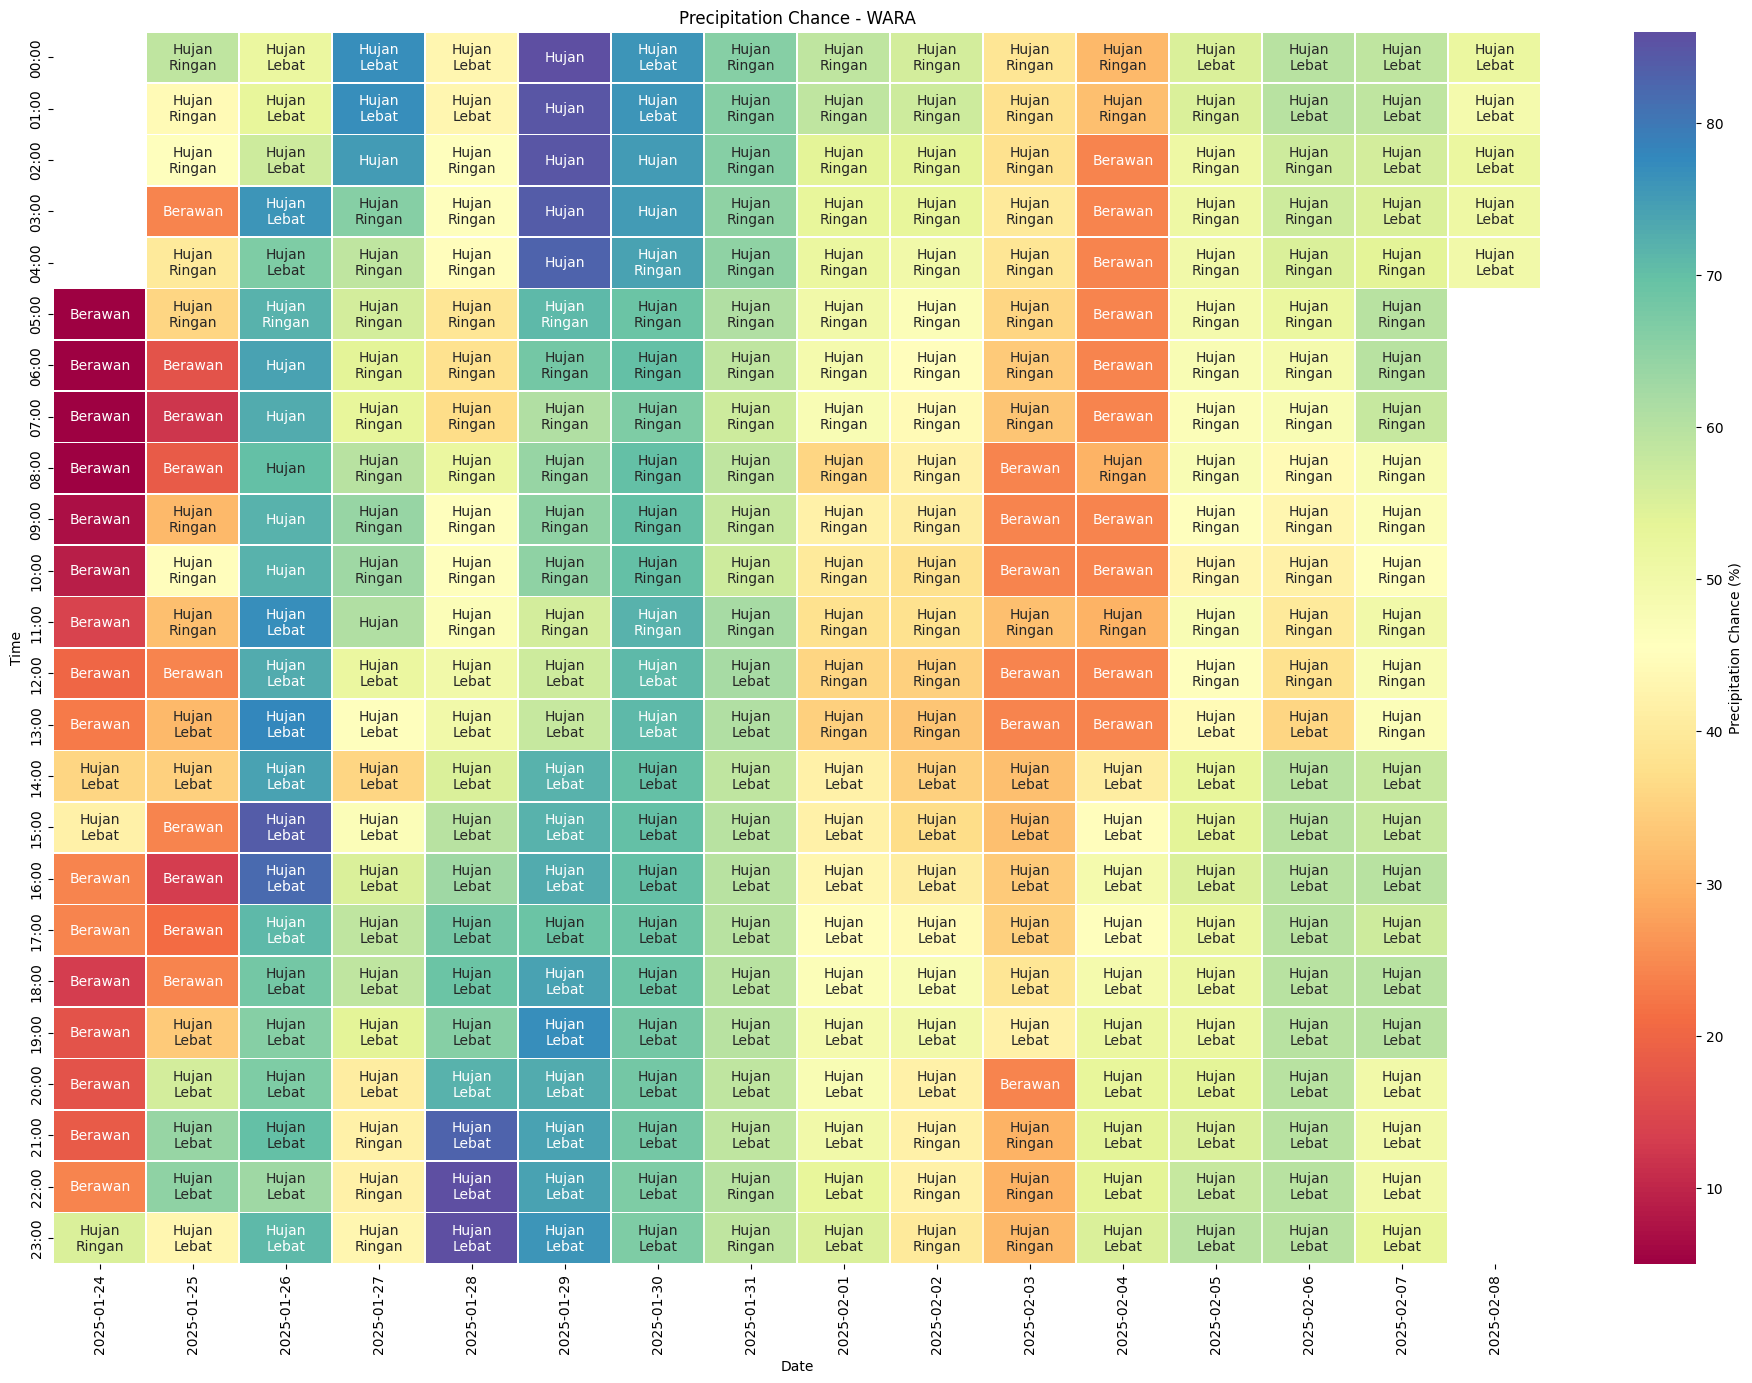 Precipitation Chance - WARA
00:00 Hujan Ringan Hujan Lebat Hujan Lebat Hujan Lebat Hujan Hujan Lebat Hujan Ringan Hujan Ringan Hujan Ringan Hujan Ringan Hujan Ringan Hujan Lebat Hujan Lebat Hujan Lebat Hujan Lebat
01:00 Hujan Ringan Hujan Lebat Hujan Lebat Hujan Lebat Hujan Hujan Lebat Hujan Ringan Hujan Ringan Hujan Ringan Hujan Ringan Hujan Ringan Hujan Ringan Hujan Lebat Hujan Lebat Hujan Lebat
02:00 Hujan Ringan Hujan Lebat Hujan Hujan Ringan Hujan Hujan Hujan Ringan Hujan Ringan Hujan Ringan Hujan Ringan Berawan Hujan Ringan Hujan Ringan Hujan Lebat Hujan Lebat
03:00 Berawan Hujan Lebat Hujan Ringan Hujan Ringan Hujan Hujan Hujan Ringan Hujan Ringan Hujan Ringan Hujan Ringan Berawan Hujan Ringan Hujan Ringan Hujan Lebat Hujan Lebat
04:00 Hujan Ringan Hujan Lebat Hujan Ringan Hujan Ringan Hujan Hujan Ringan Hujan Ringan Hujan Ringan Hujan Ringan Hujan Ringan Berawan Hujan Ringan Hujan Ringan Hujan Ringan Hujan Lebat
05:00 Berawan Hujan Ringan Hujan Ringan Hujan Ringan Hujan Ringan Hujan Ringan Hujan Ringan Hujan Ringan Hujan Ringan Hujan Ringan Hujan Ringan Berawan Hujan Ringan Hujan Ringan Hujan Ringan
06:00 Berawan Berawan Hujan Hujan Ringan Hujan Ringan Hujan Ringan Hujan Ringan Hujan Ringan Hujan Ringan Hujan Ringan Hujan Ringan Berawan Hujan Ringan Hujan Ringan Hujan Ringan
07:00 Berawan Berawan Hujan Hujan Ringan Hujan Ringan Hujan Ringan Hujan Ringan Hujan Ringan Hujan Ringan Hujan Ringan Hujan Ringan Berawan Hujan Ringan Hujan Ringan Hujan Ringan
08:00 Berawan Berawan Hujan Hujan Ringan Hujan Ringan Hujan Ringan Hujan Ringan Hujan Ringan Hujan Ringan Hujan Ringan Berawan Hujan Ringan Hujan Ringan Hujan Ringan Hujan Ringan
09:00 Berawan Hujan Ringan Hujan Hujan Ringan Hujan Ringan Hujan Ringan Hujan Ringan Hujan Ringan Hujan Ringan Hujan Ringan Berawan Berawan Hujan Ringan Hujan Ringan Hujan Ringan
10:00 Berawan Hujan Ringan Hujan Hujan Ringan Hujan Ringan Hujan Ringan Hujan Ringan Hujan Ringan Hujan Ringan Hujan Ringan Berawan Berawan Hujan Ringan Hujan Ringan Hujan Ringan
11:00 Berawan Hujan Ringan Hujan Lebat Hujan Hujan Ringan Hujan Ringan Hujan Ringan Hujan Ringan Hujan Ringan Hujan Ringan Hujan Ringan Hujan Ringan Hujan Ringan Hujan Ringan Hujan Ringan
12:00 Berawan Berawan Hujan Lebat Hujan Lebat Hujan Lebat Hujan Lebat Hujan Lebat Hujan Lebat Hujan Ringan Hujan Ringan Berawan Berawan Hujan Ringan Hujan Ringan Hujan Ringan
13:00 Berawan Hujan Lebat Hujan Lebat Hujan Lebat Hujan Lebat Hujan Lebat Hujan Lebat Hujan Lebat Hujan Ringan Hujan Ringan Berawan Berawan Hujan Lebat Hujan Lebat Hujan Ringan
14:00 Hujan Lebat Hujan Lebat Hujan Lebat Hujan Lebat Hujan Lebat Hujan Lebat Hujan Lebat Hujan Lebat Hujan Lebat Hujan Lebat Hujan Lebat Hujan Lebat Hujan Lebat Hujan Lebat Hujan Lebat
15:00 Hujan Lebat Berawan Hujan Lebat Hujan Lebat Hujan Lebat Hujan Lebat Hujan Lebat Hujan Lebat Hujan Lebat Hujan Lebat Hujan Lebat Hujan Lebat Hujan Lebat Hujan Lebat Hujan Lebat
16:00 Berawan Berawan Hujan Lebat Hujan Lebat Hujan Lebat Hujan Lebat Hujan Lebat Hujan Lebat Hujan Lebat Hujan Lebat Hujan Lebat Hujan Lebat Hujan Lebat Hujan Lebat Hujan Lebat
17:00 Berawan Berawan Hujan Lebat Hujan Lebat Hujan Lebat Hujan Lebat Hujan Lebat Hujan Lebat Hujan Lebat Hujan Lebat Hujan Lebat Hujan Lebat Hujan Lebat Hujan Lebat Hujan Lebat
18:00 Berawan Berawan Hujan Lebat Hujan Lebat Hujan Lebat Hujan Lebat Hujan Lebat Hujan Lebat Hujan Lebat Hujan Lebat Hujan Lebat Hujan Lebat Hujan Lebat Hujan Lebat Hujan Lebat
19:00 Berawan Hujan Lebat Hujan Lebat Hujan Lebat Hujan Lebat Hujan Lebat Hujan Lebat Hujan Lebat Hujan Lebat Hujan Lebat Hujan Lebat Hujan Lebat Hujan Lebat Hujan Lebat Hujan Lebat
20:00 Berawan Hujan Lebat Hujan Lebat Hujan Lebat Hujan Lebat Hujan Lebat Hujan Lebat Hujan Lebat Hujan Lebat Hujan Lebat Berawan Hujan Lebat Hujan Lebat Hujan Lebat Hujan Lebat
21:00 Berawan Hujan Lebat Hujan Lebat Hujan Ringan Hujan Lebat Hujan Lebat Hujan Lebat Hujan Lebat Hujan Lebat Hujan Ringan Hujan Ringan Hujan Lebat Hujan Lebat Hujan Lebat Hujan Lebat
22:00 Berawan Hujan Lebat Hujan Lebat Hujan Ringan Hujan Lebat Hujan Lebat Hujan Lebat Hujan Ringan Hujan Lebat Hujan Ringan Hujan Ringan Hujan Lebat Hujan Lebat Hujan Lebat Hujan Lebat
23:00 Hujan Ringan Hujan Lebat Hujan Lebat Hujan Ringan Hujan Lebat Hujan Lebat Hujan Lebat Hujan Ringan Hujan Lebat Hujan Ringan Hujan Ringan Hujan Lebat Hujan Lebat Hujan Lebat Hujan Lebat
Time
2025-01-24 2025-01-25 2025-01-26 2025-01-27 2025-01-28 2025-01-29 2025-01-30 2025-01-31 2025-02-01 2025-02-02 2025-02-03 2025-02-04 2025-02-05 2025-02-06 2025-02-07 2025-02-08
Date
80
70
60
50
40
30
20
10
Precipitation Chance (%)